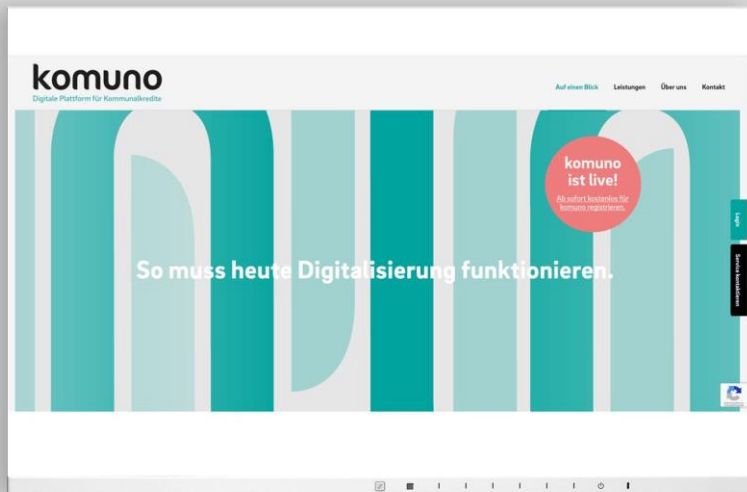 komuno
Digitale Plattform für Kommunalkredite
Auf einen Blick Leistungen Über uns Kontakt
komuno
ist live!
Ab sofort kostenlos für
komuno registrieren.
So muss heute Digitalisierung funktionieren.
Login
Service kontaktieren